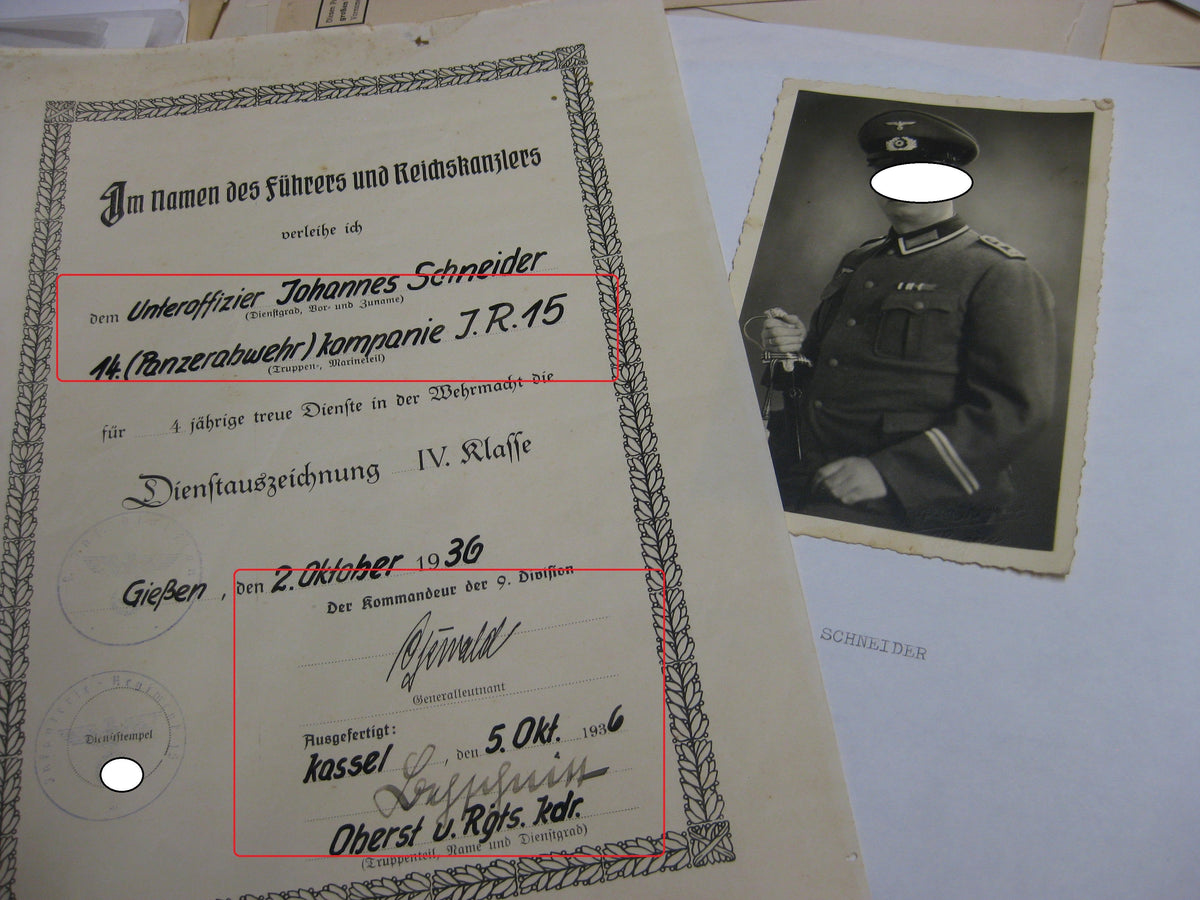 Im Namen des Führers und Reichskanzlers
verleihe ich
dem Unteroffizier Johannes Schneider
(Dienstgrad, Vor- und Zuname)
14.(Panzerabwehr) kompanie I.R.15
(Truppen-, Marineteil)
für 4 jährige treue Dienste in der Wehrmacht die
Dienstauszeichnung IV. Klasse
Gießen, den 2. Oktober 1936
Der Kommandeur der 9. Division
Oßwald
Generalleutnant
Ausgefertigt:
Kassel, den 5. Okt. 1936
Oberst u. Rgts. kdr.
(Truppenteil, Name und Dienstgrad)
Dienststempel
SCHNEIDER